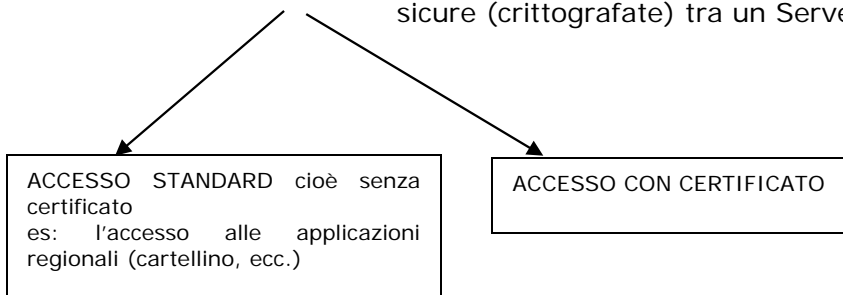 sicure (crittografate) tra un Serve
ACCESSO STANDARD cioè senza
certificato
es: l'accesso alle applicazioni
regionali (cartellino, ecc.)
ACCESSO CON CERTIFICATO